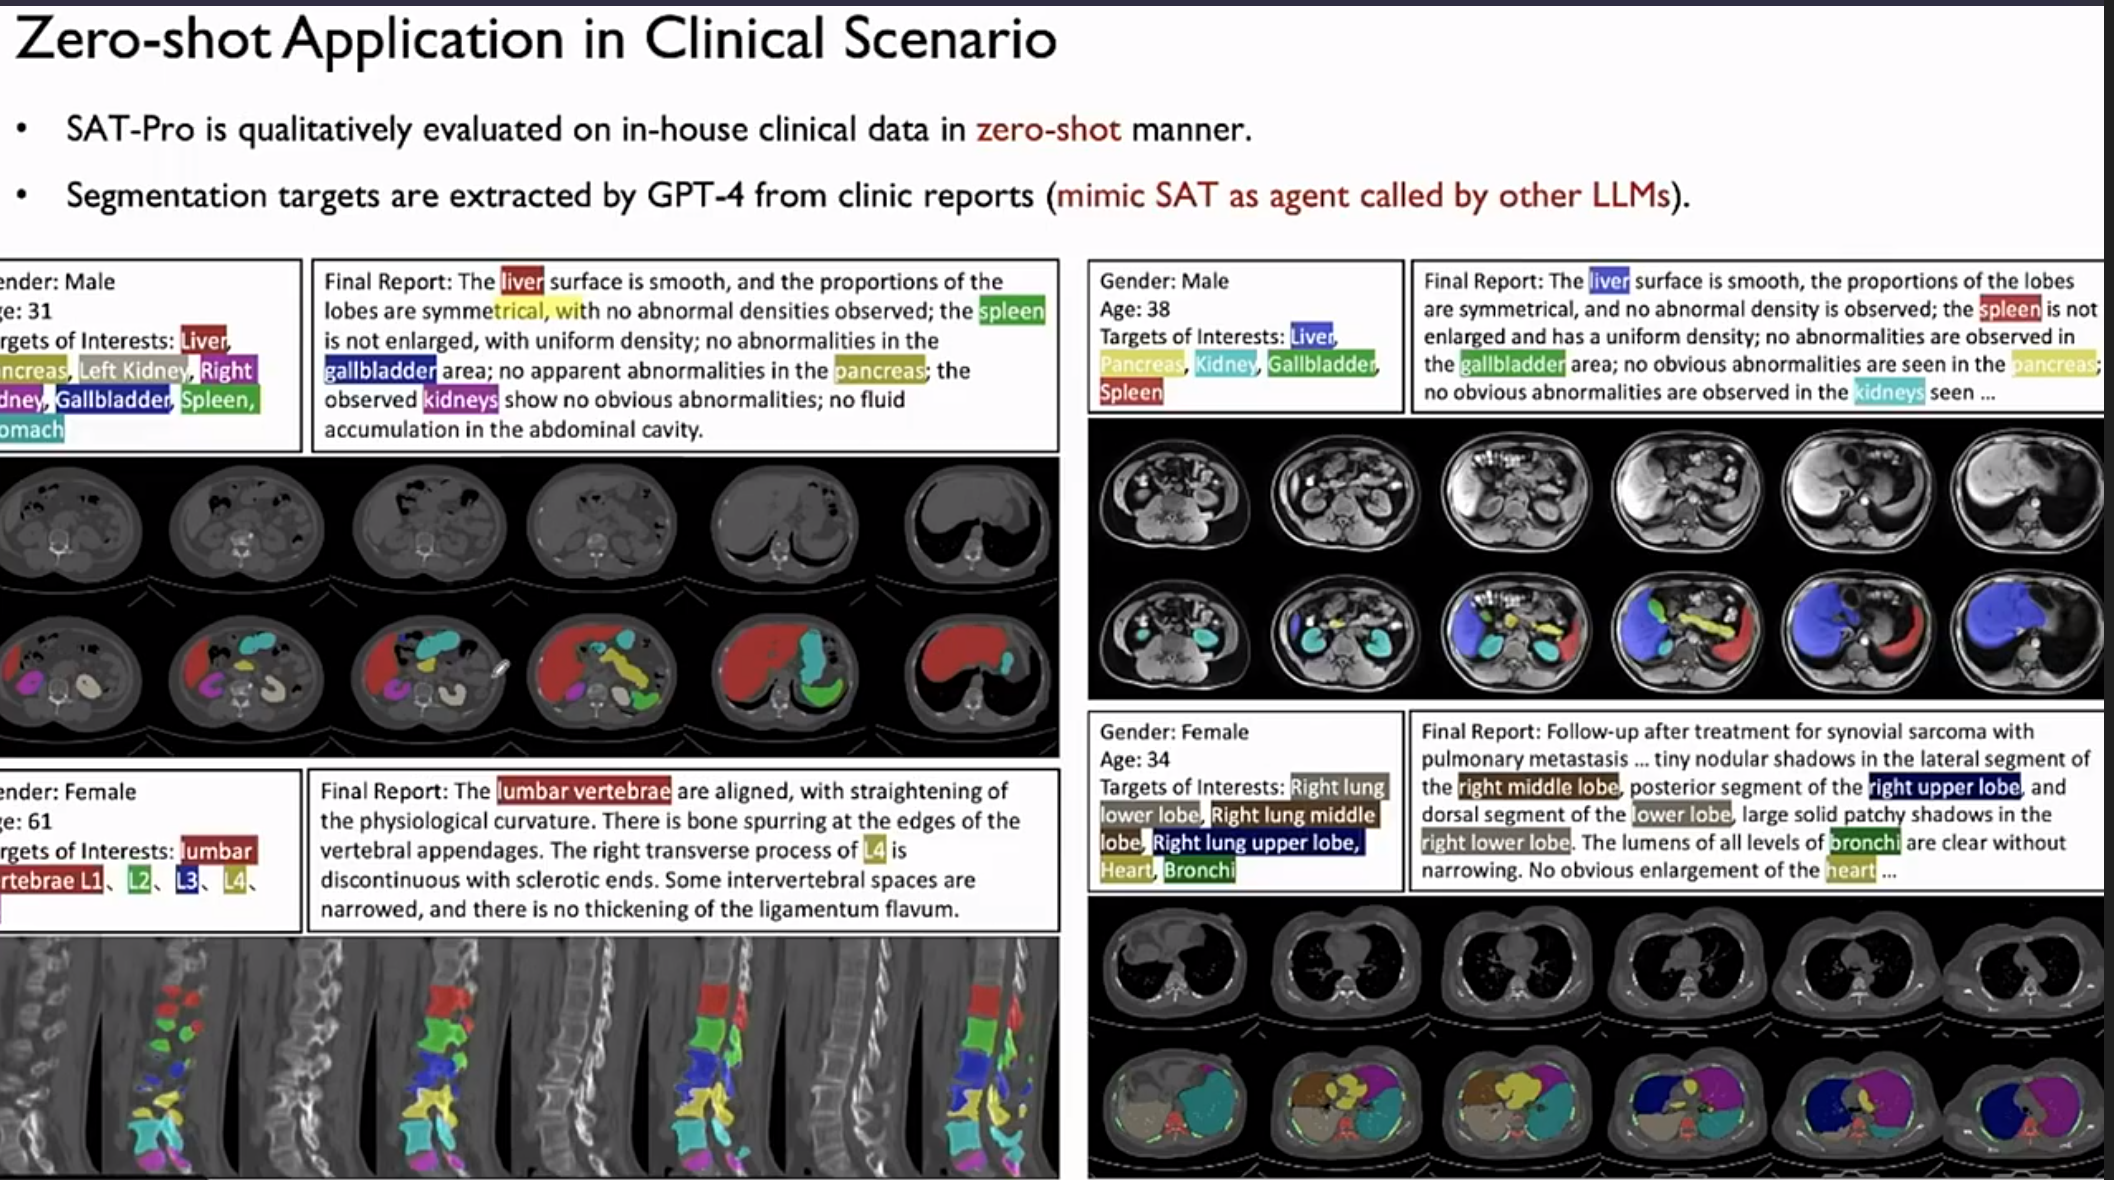 Zero-shot Application in Clinical Scenario
• SAT-Pro is qualitatively evaluated on in-house clinical data in zero-shot manner.
• Segmentation targets are extracted by GPT-4 from clinic reports (mimic SAT as agent called by other LLMs).
ender: Male
ge: 31
rgets of Interests: Liver,
ncreas, Left Kidney, Right
dney, Gallbladder, Spleen,
omach
Final Report: The liver surface is smooth, and the proportions of the
lobes are symmetrical, with no abnormal densities observed; the spleen
is not enlarged, with uniform density; no abnormalities in the
gallbladder area; no apparent abnormalities in the pancreas; the
observed kidneys show no obvious abnormalities; no fluid
accumulation in the abdominal cavity.
Gender: Male
Age: 38
Targets of Interests: Liver,
Pancreas, Kidney, Gallbladder,
Spleen
Final Report: The liver surface is smooth, the proportions of the lobes
are symmetrical, and no abnormal density is observed; the spleen is not
enlarged and has a uniform density; no abnormalities are observed in
the gallbladder area; no obvious abnormalities are seen in the pancreas;
no obvious abnormalities are observed in the kidneys seen ...
ender: Female
ge: 61
rgets of Interests: lumbar
rtebrae L1、L2、L3、L4、
Final Report: The lumbar vertebrae are aligned, with straightening of
the physiological curvature. There is bone spurring at the edges of the
vertebral appendages. The right transverse process of L4 is
discontinuous with sclerotic ends. Some intervertebral spaces are
narrowed, and there is no thickening of the ligamentum flavum.
Gender: Female
Age: 34
Targets of Interests: Right lung
lower lobe, Right lung middle
lobe, Right lung upper lobe,
Heart, Bronchi
Final Report: Follow-up after treatment for synovial sarcoma with
pulmonary metastasis ... tiny nodular shadows in the lateral segment of
the right middle lobe, posterior segment of the right upper lobe, and
dorsal segment of the lower lobe, large solid patchy shadows in the
right lower lobe. The lumens of all levels of bronchi are clear without
narrowing. No obvious enlargement of the heart ...